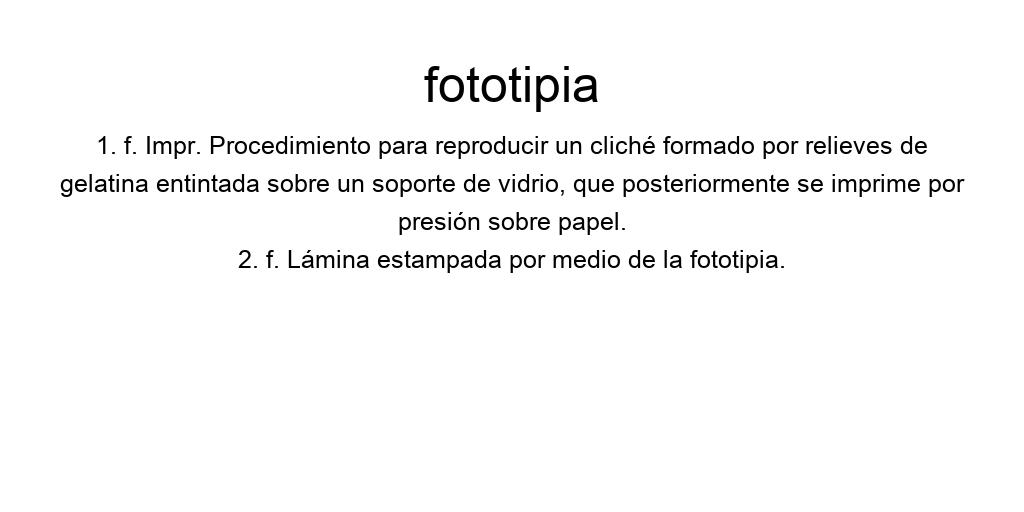 fototipia
1. f. Impr. Procedimiento para reproducir un cliché formado por relieves de
gelatina entintada sobre un soporte de vidrio, que posteriormente se imprime por
presión sobre papel.
2. f. Lámina estampada por medio de la fototipia.